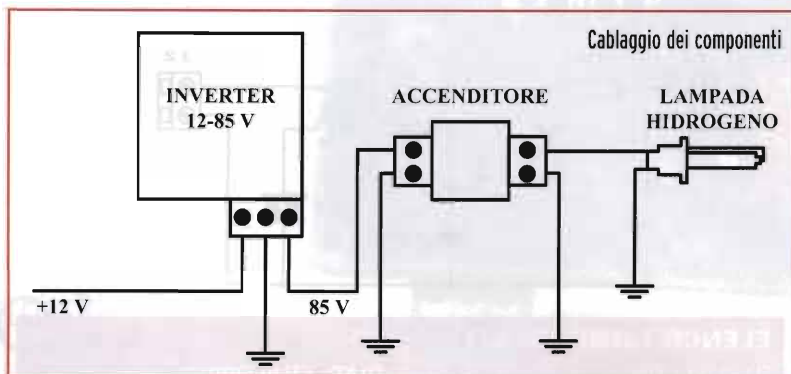 Cablaggio dei componenti
INVERTER
12-85 V
ACCENDITORE
LAMPADA
HIDROGENO
+12 V
85 V